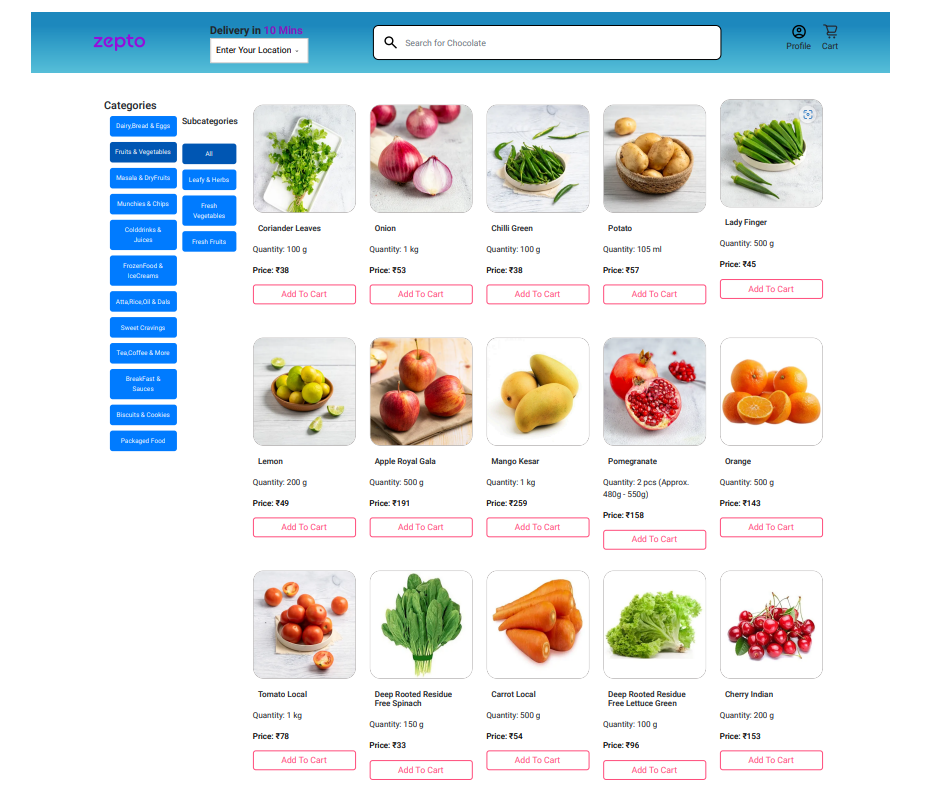 zepto
Delivery in 10 Mins
Enter Your Location
Search for Chocolate
Profile
Cart
Categories
Dairy,Bread & Eggs
Fruits & Vegetables
Masala & DryFruits
Munchies & Chips
Colddrinks &
Juices
FrozenFood &
IceCreams
Atta,Rice,Oil & Dals
Sweet Cravings
Tea,Coffee & More
BreakFast &
Sauces
Biscuits & Cookies
Packaged Food
Subcategories
All
Leafy & Herbs
Fresh
Vegetables
Fresh Fruits
Coriander Leaves
Quantity: 100 g
Price: ₹38
Add To Cart
Onion
Quantity: 1 kg
Price: ₹53
Add To Cart
Chilli Green
Quantity: 100 g
Price: ₹38
Add To Cart
Potato
Quantity: 105 ml
Price: ₹57
Add To Cart
Lady Finger
Quantity: 500 g
Price: ₹45
Add To Cart
Lemon
Quantity: 200 g
Price: ₹49
Add To Cart
Apple Royal Gala
Quantity: 500 g
Price: ₹191
Add To Cart
Mango Kesar
Quantity: 1 kg
Price: ₹259
Add To Cart
Pomegranate
Quantity: 2 pcs (Approx.
480g - 550g)
Price: ₹158
Add To Cart
Orange
Quantity: 500 g
Price: ₹143
Add To Cart
Tomato Local
Quantity: 1 kg
Price: ₹78
Add To Cart
Deep Rooted Residue
Free Spinach
Quantity: 150 g
Price: ₹33
Add To Cart
Carrot Local
Quantity: 500 g
Price: ₹54
Add To Cart
Deep Rooted Residue
Free Lettuce Green
Quantity: 100 g
Price: ₹96
Add To Cart
Cherry Indian
Quantity: 200 g
Price: ₹153
Add To Cart